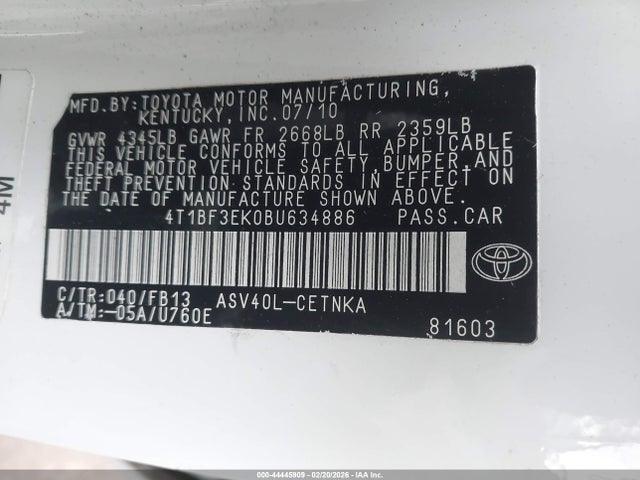 MFD.BY:TOYOTA MOTOR MANUFACTURING,
KENTUCKY, INC.07/10
GVWR 4345LB GAWR FR 2668LB RR 2359LB
THIS VEHICLE CONFORMS TO ALL APPLICABLE
FEDERAL MOTOR VEHICLE SAFETY,BUMPER,AND
THEFT PREVENTION STANDARDS IN EFFECT ON
THE DATE OF MANUFACTURE SHOWN ABOVE.
4T1BF3EK0BU634886 PASS.CAR
C/TR:040/FB13 ASV40L-CETNKA
A/TM:-05A/U760E
81603
4M
000-44445909 - 02/20/2026 - IAAI Inc.